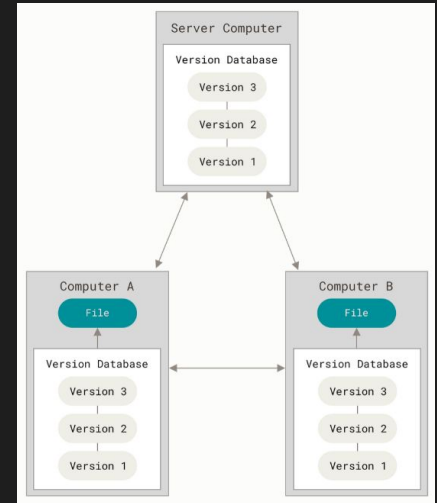 Server Computer
Version Database
Version 3
Version 2
Version 1
Computer A
File
Version Database
Version 3
Version 2
Version 1
Computer B
File
Version Database
Version 3
Version 2
Version 1